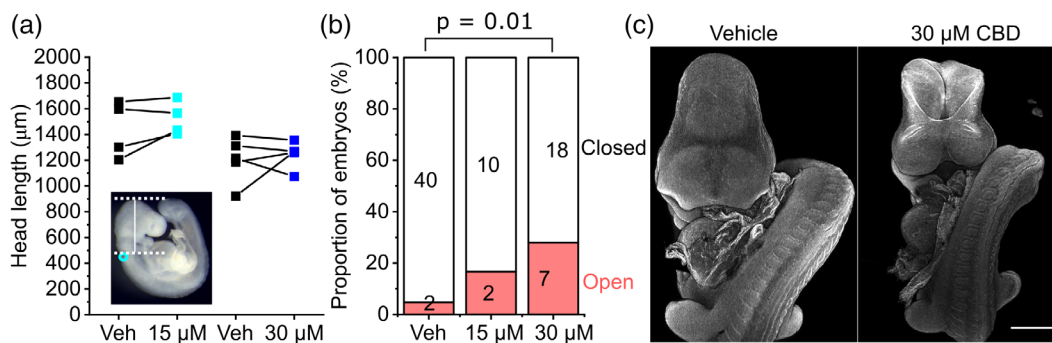 (a)
Head length (µm)
2000
1800
1600
1400
1200
1000
800
600
400
200
0
Veh 15 µM Veh 30 µM
(b)
p = 0.01
Proportion of embryos (%)
100
80
60
40
20
0
40
10
18
Closed
2
2
7
Open
Veh 15 µM 30 µM
(c)
Vehicle
30 µM CBD